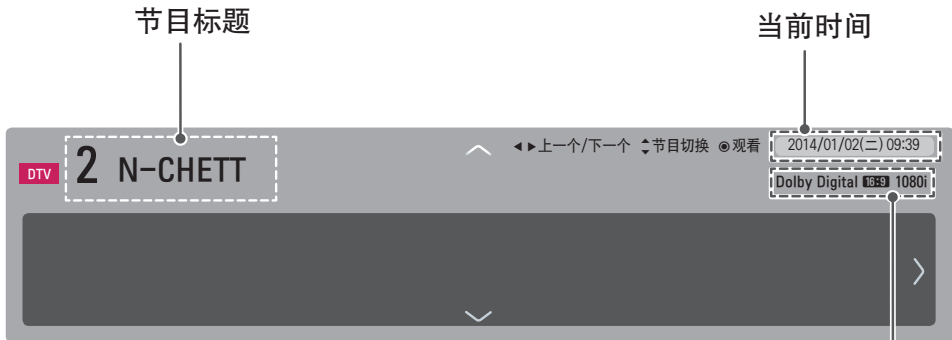 节目标题
当前时间
DTV 2 N-CHETT
◄►上一个/下一个 节目切换 ◉观看 2014/01/02(二) 09:39
Dolby Digital 16:9 1080i